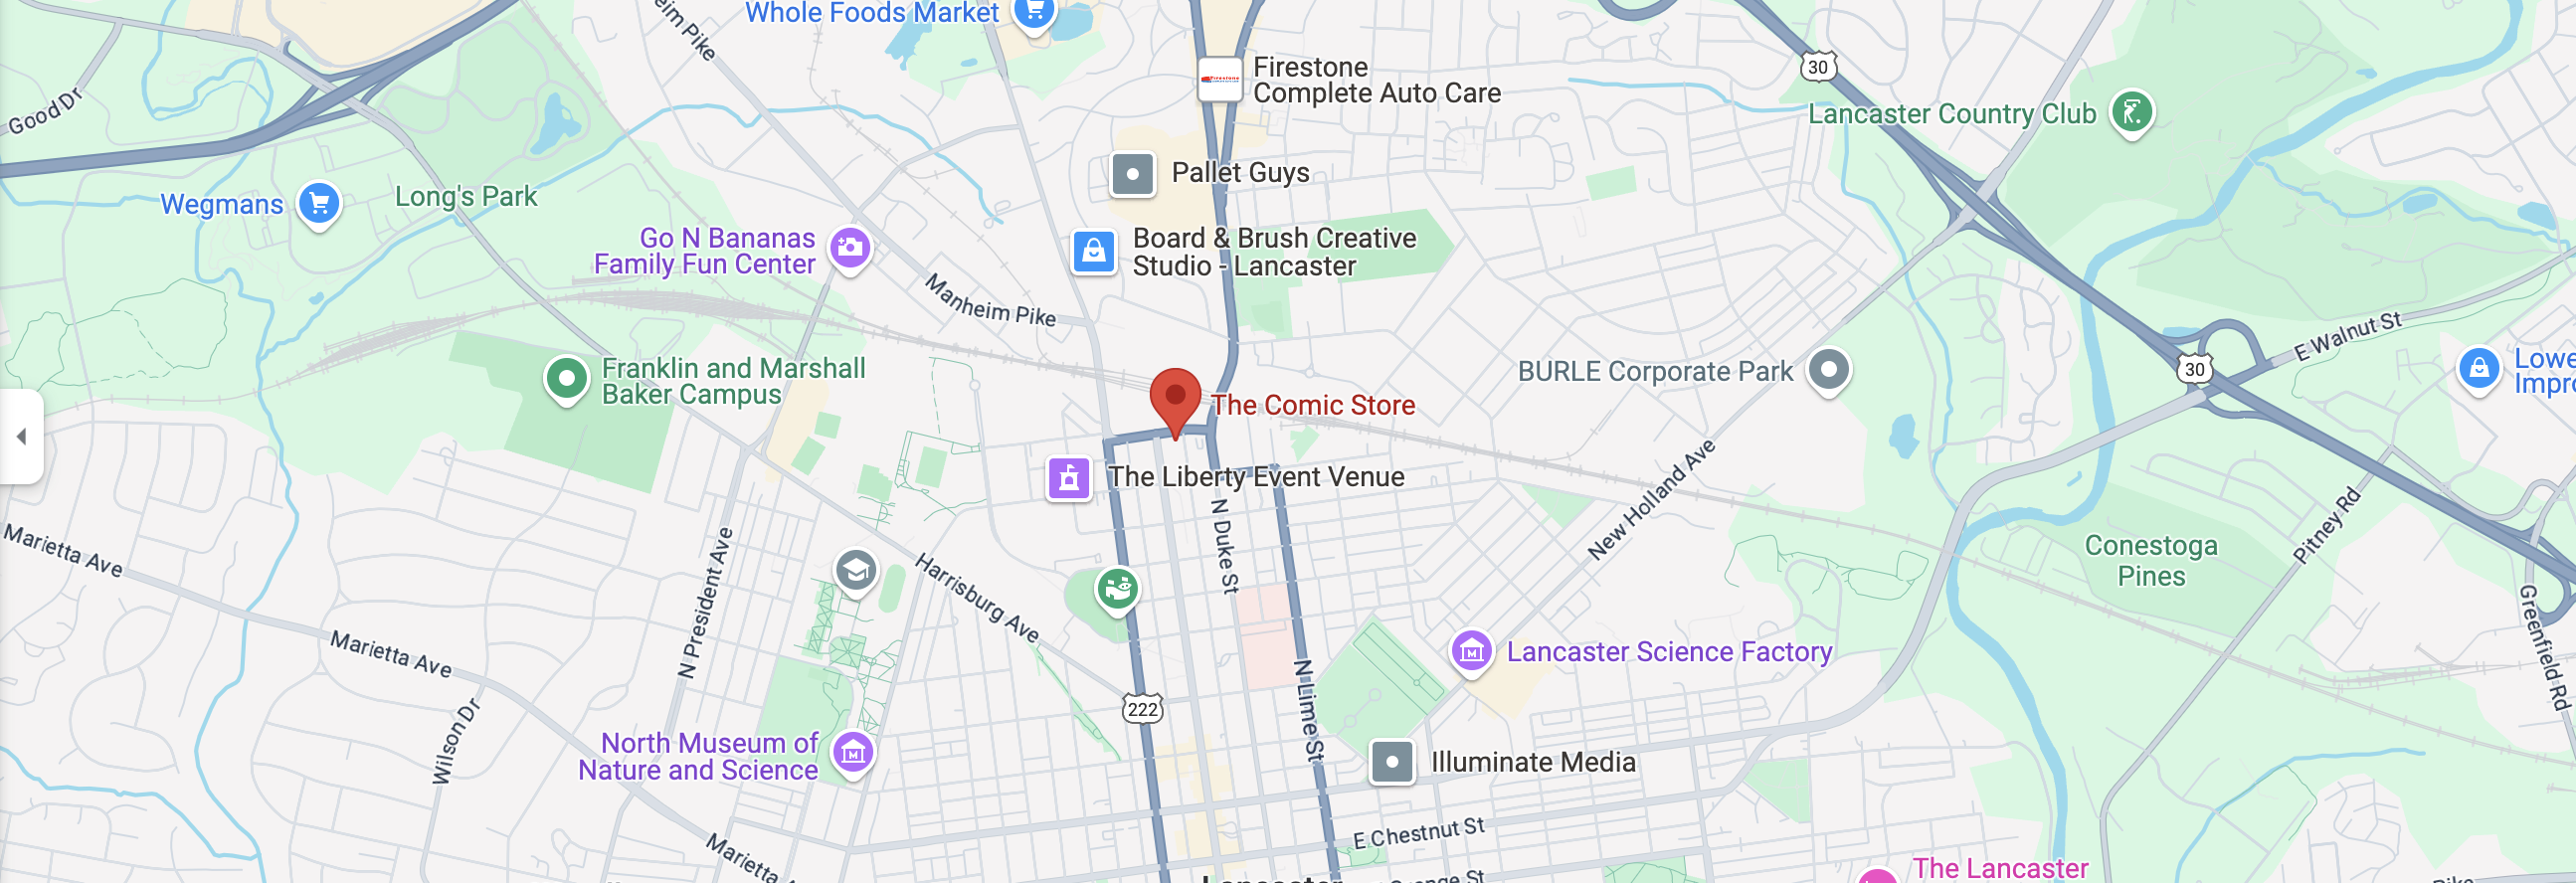 Whole Foods Market
Firestone
Complete Auto Care
30
Good Dr
Lancaster Country Club
Pallet Guys
Wegmans
Long's Park
Go N Bananas
Family Fun Center
Board & Brush Creative
Studio - Lancaster
Manheim Pike
E Walnut St
30
Franklin and Marshall
Baker Campus
BURLE Corporate Park
The Comic Store
The Liberty Event Venue
N Duke St
New Holland Ave
Pitney Rd
Marietta Ave
Conestoga
Pines
Harrisburg Ave
N President Ave
Greenfield Rd
Marietta Ave
Lancaster Science Factory
N Lime St
222
Wilson Dr
North Museum of
Nature and Science
Illuminate Media
E Chestnut St
Marietta
The Lancaster